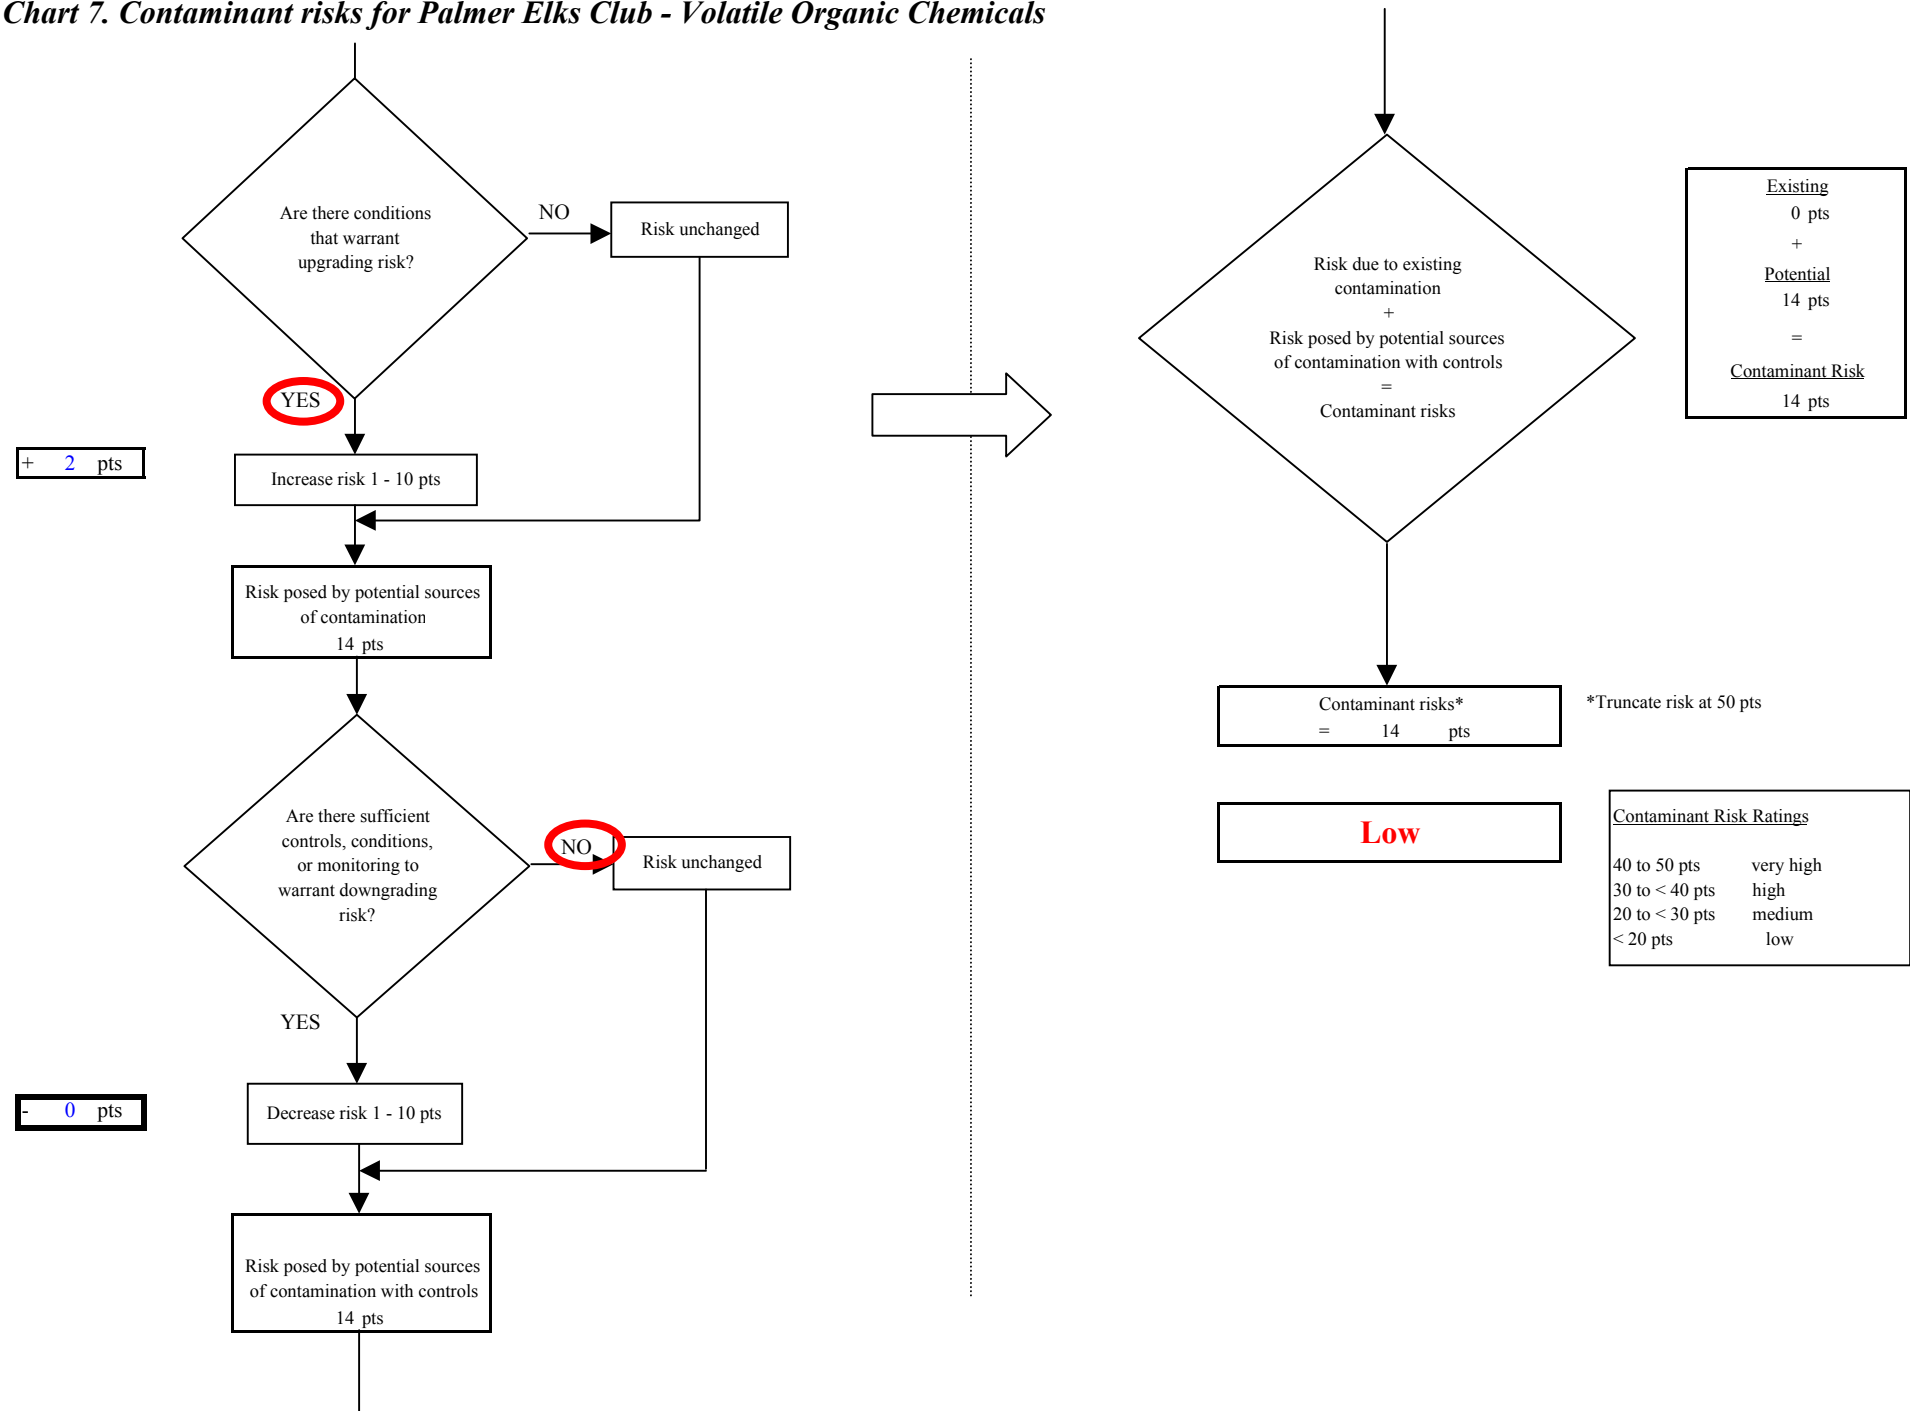 Chart 7. Contaminant risks for Palmer Elks Club - Volatile Organic Chemicals
Are there conditions
that warrant
upgrading risk?
NO
Risk unchanged
YES
+ 2 pts
Increase risk 1 - 10 pts
Risk posed by potential sources
of contamination
14 pts
Are there sufficient
controls, conditions,
or monitoring to
warrant downgrading
risk?
NO
Risk unchanged
YES
- 0 pts
Decrease risk 1 - 10 pts
Risk posed by potential sources
of contamination with controls
14 pts
Risk due to existing
contamination
+
Risk posed by potential sources
of contamination with controls
=
Contaminant risks
Existing
0 pts
+
Potential
14 pts
=
Contaminant Risk
14 pts
Contaminant risks*
= 14 pts
*Truncate risk at 50 pts
Low
Contaminant Risk Ratings
40 to 50 pts very high
30 to < 40 pts high
20 to < 30 pts medium
< 20 pts low